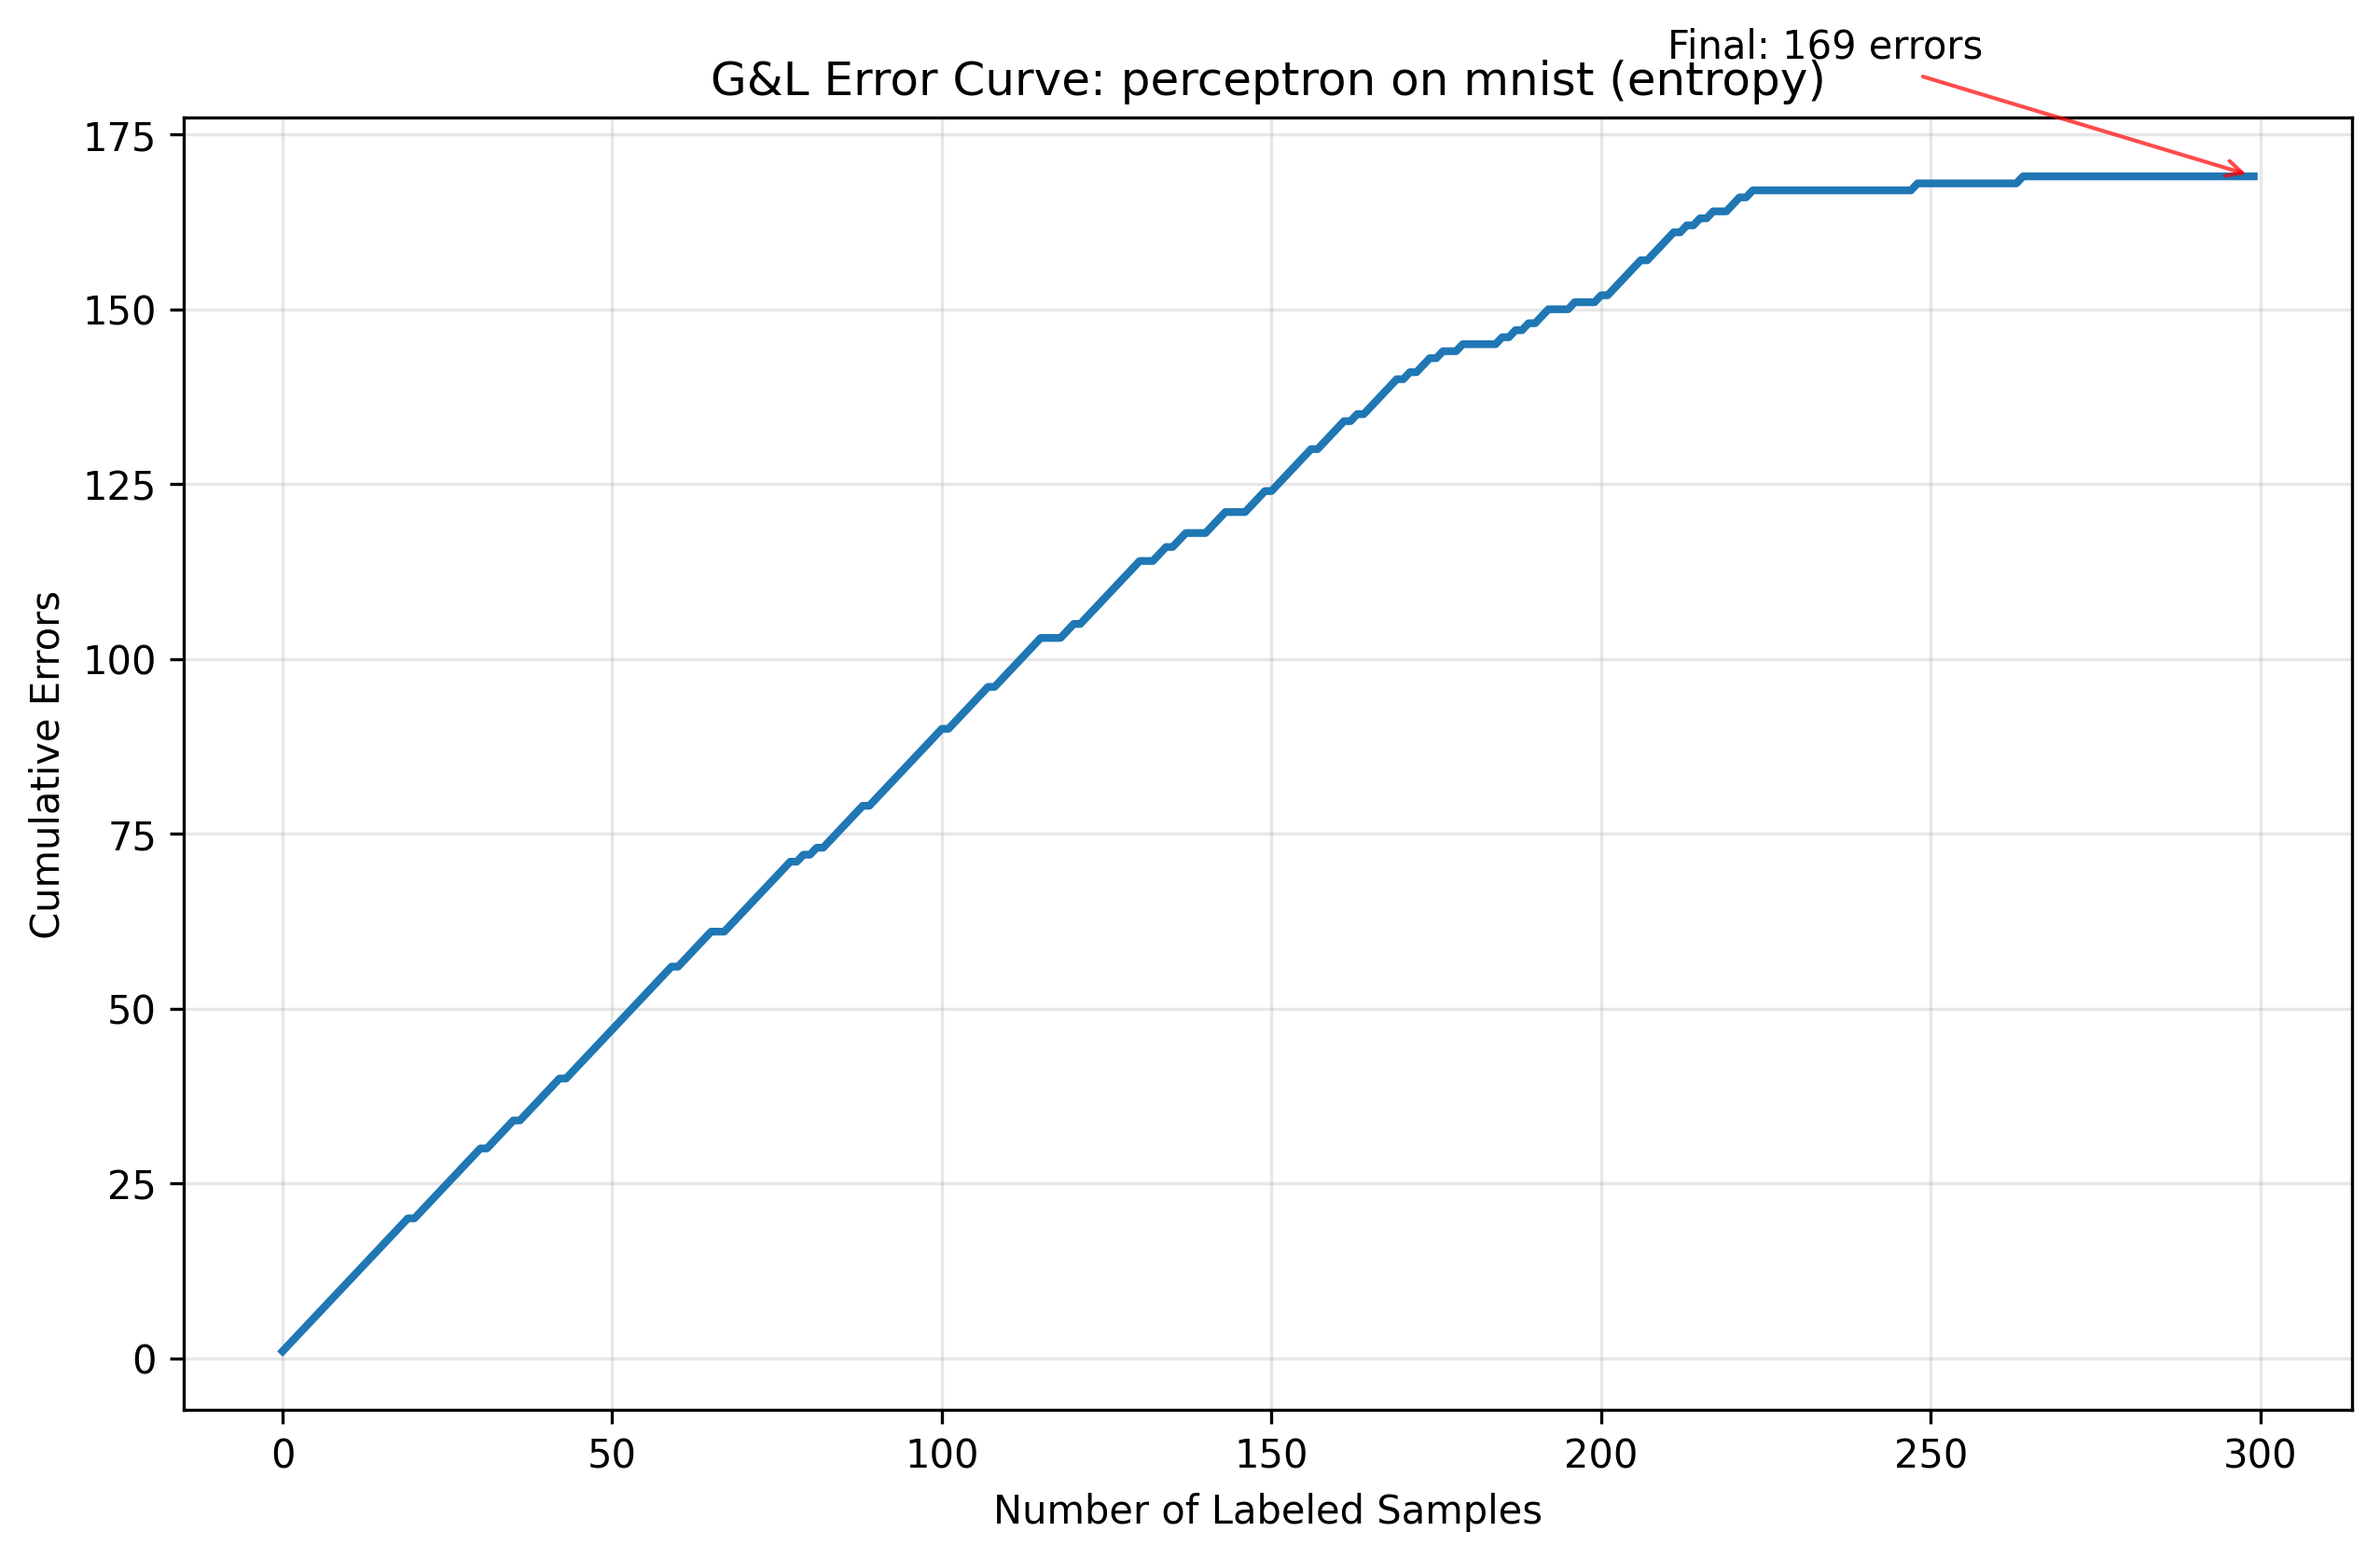 Final: 169 errors
G&L Error Curve: perceptron on mnist (entropy)
175
150
125
100
75
50
25
0
Cumulative Errors
0 50 100 150 200 250 300
Number of Labeled Samples